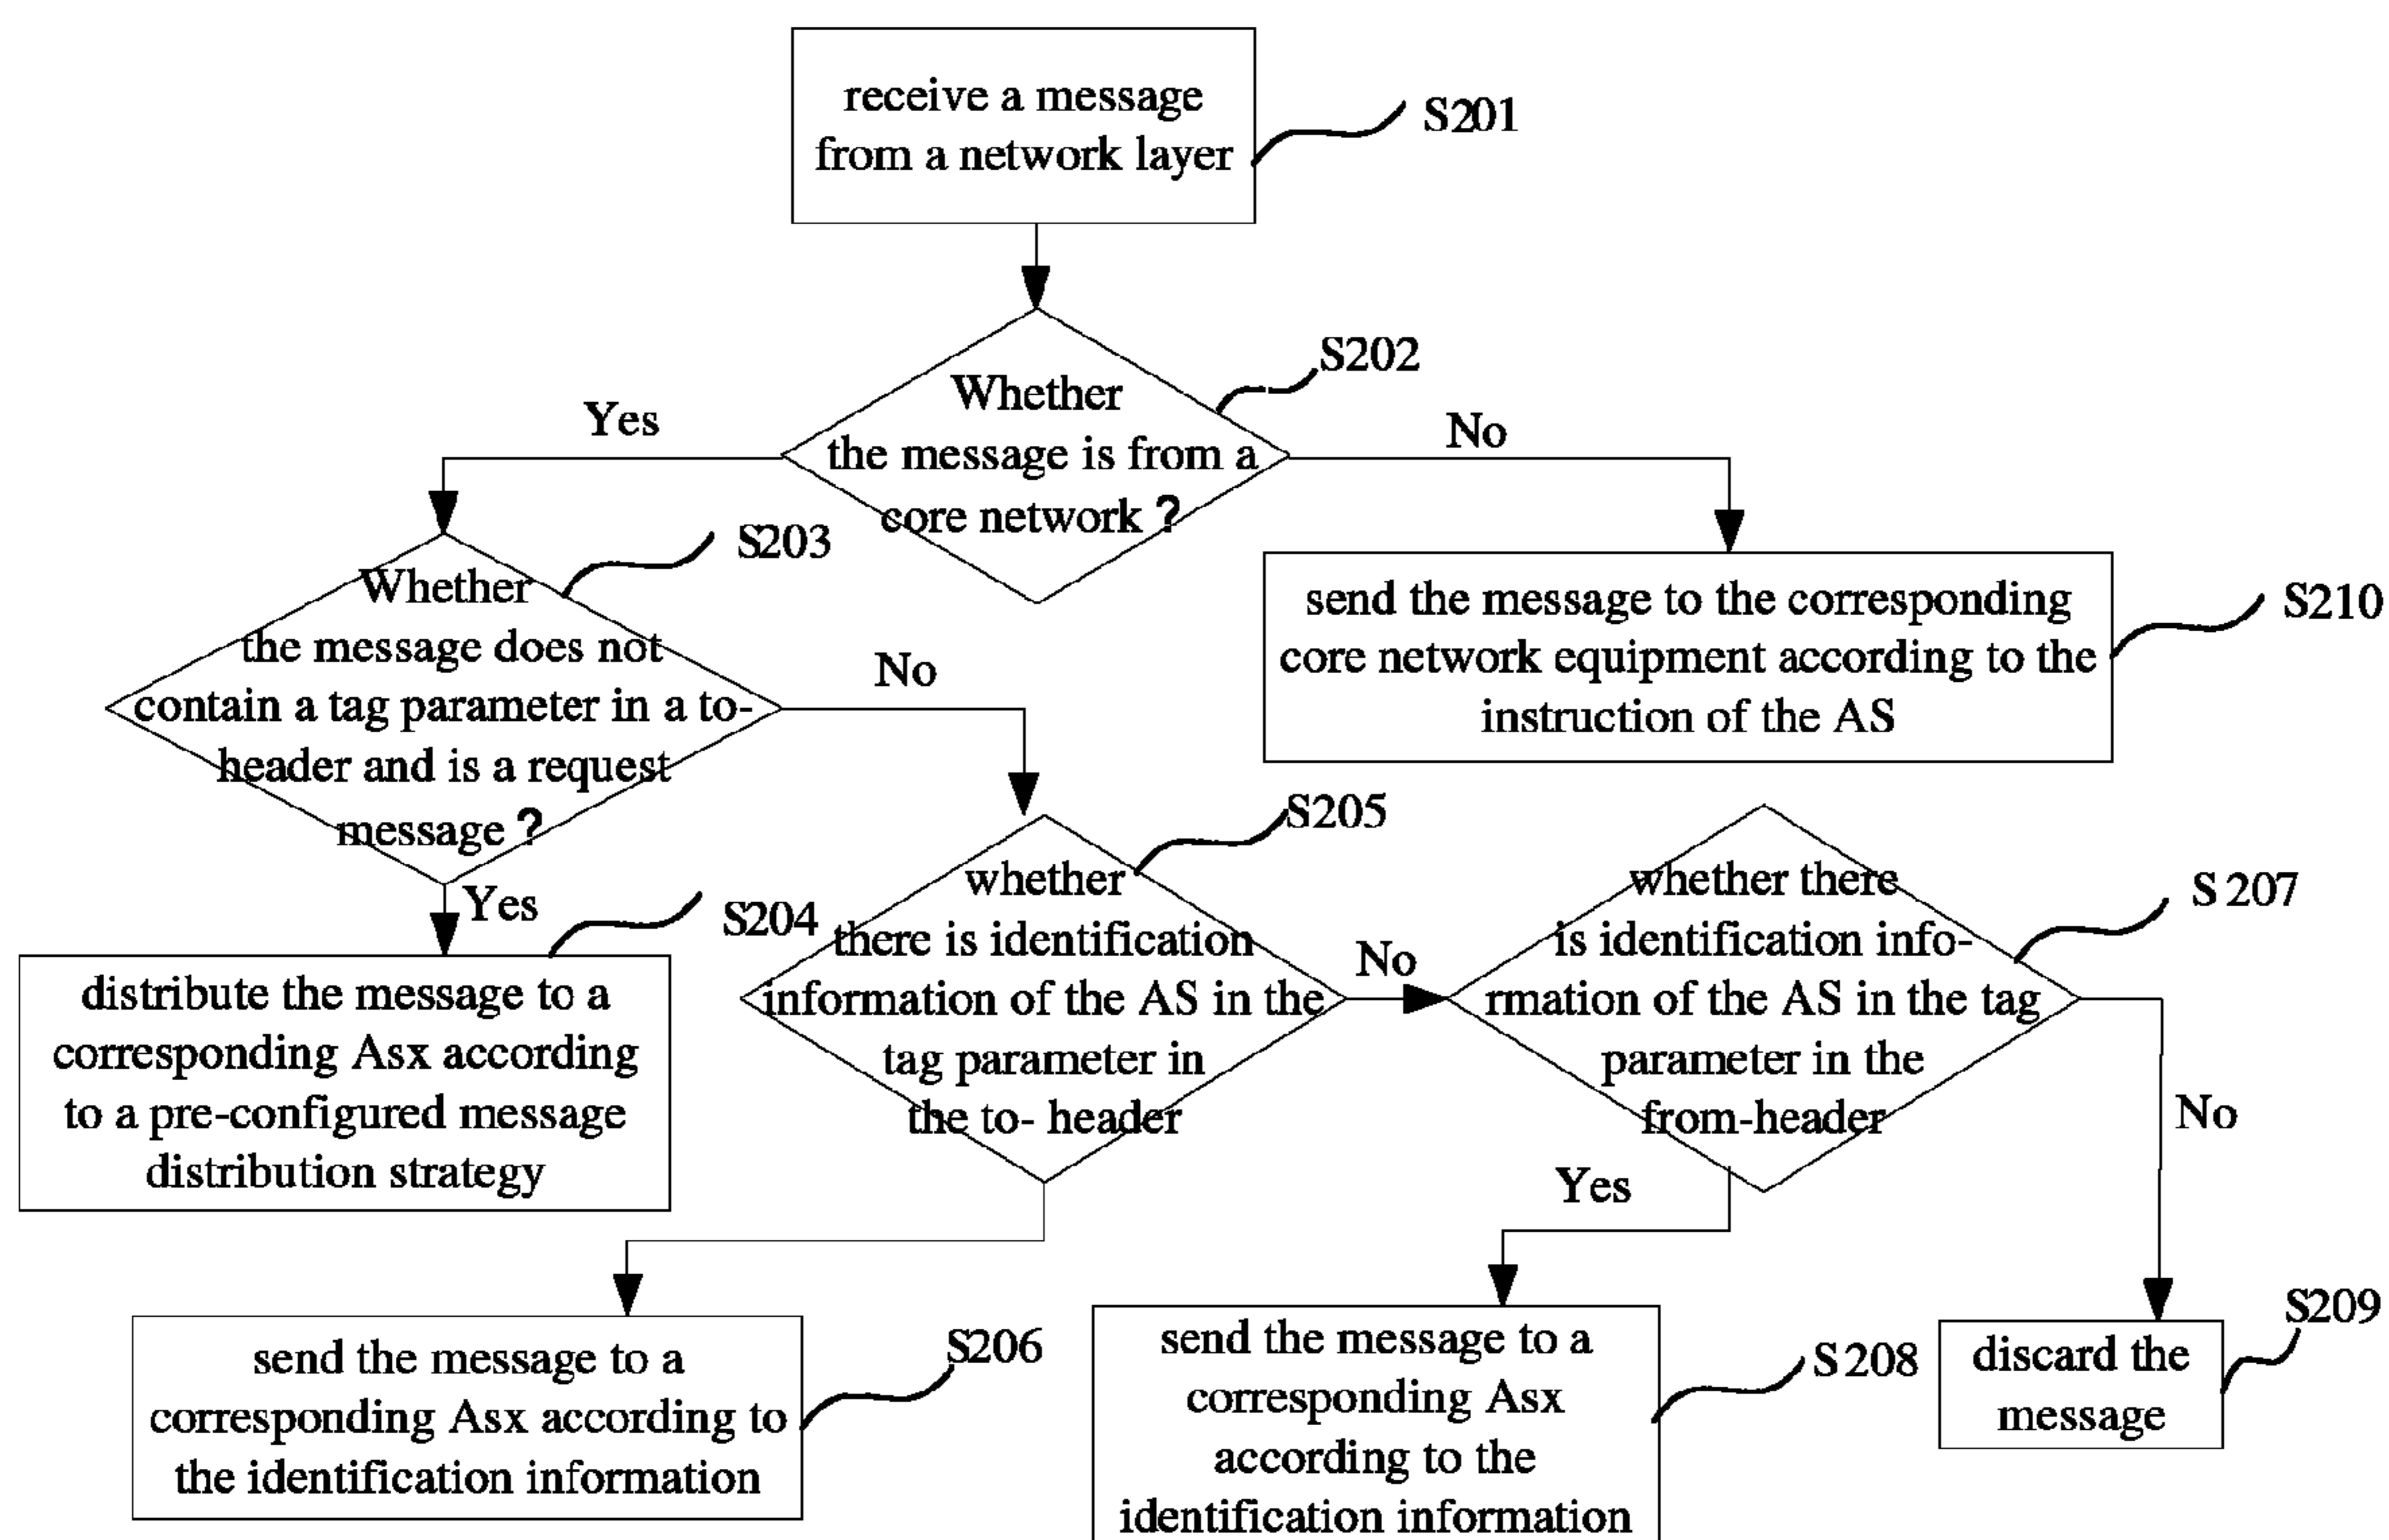 receive a message
from a network layer
S201
Whether
the message is from a
core network ?
S202
Yes
No
Whether
the message does not
contain a tag parameter in a to-
header and is a request
message ?
S203
send the message to the corresponding
core network equipment according to the
instruction of the AS
S210
No
Yes
distribute the message to a
corresponding Asx according
to a pre-configured message
distribution strategy
S204
whether
there is identification
information of the AS in the
tag parameter in
the to- header
S205
No
whether there
is identification info-
rmation of the AS in the tag
parameter in the
from-header
S 207
Yes
No
send the message to a
corresponding Asx according to
the identification information
S206
send the message to a
corresponding Asx
according to the
identification information
S 208
discard the
message
S209